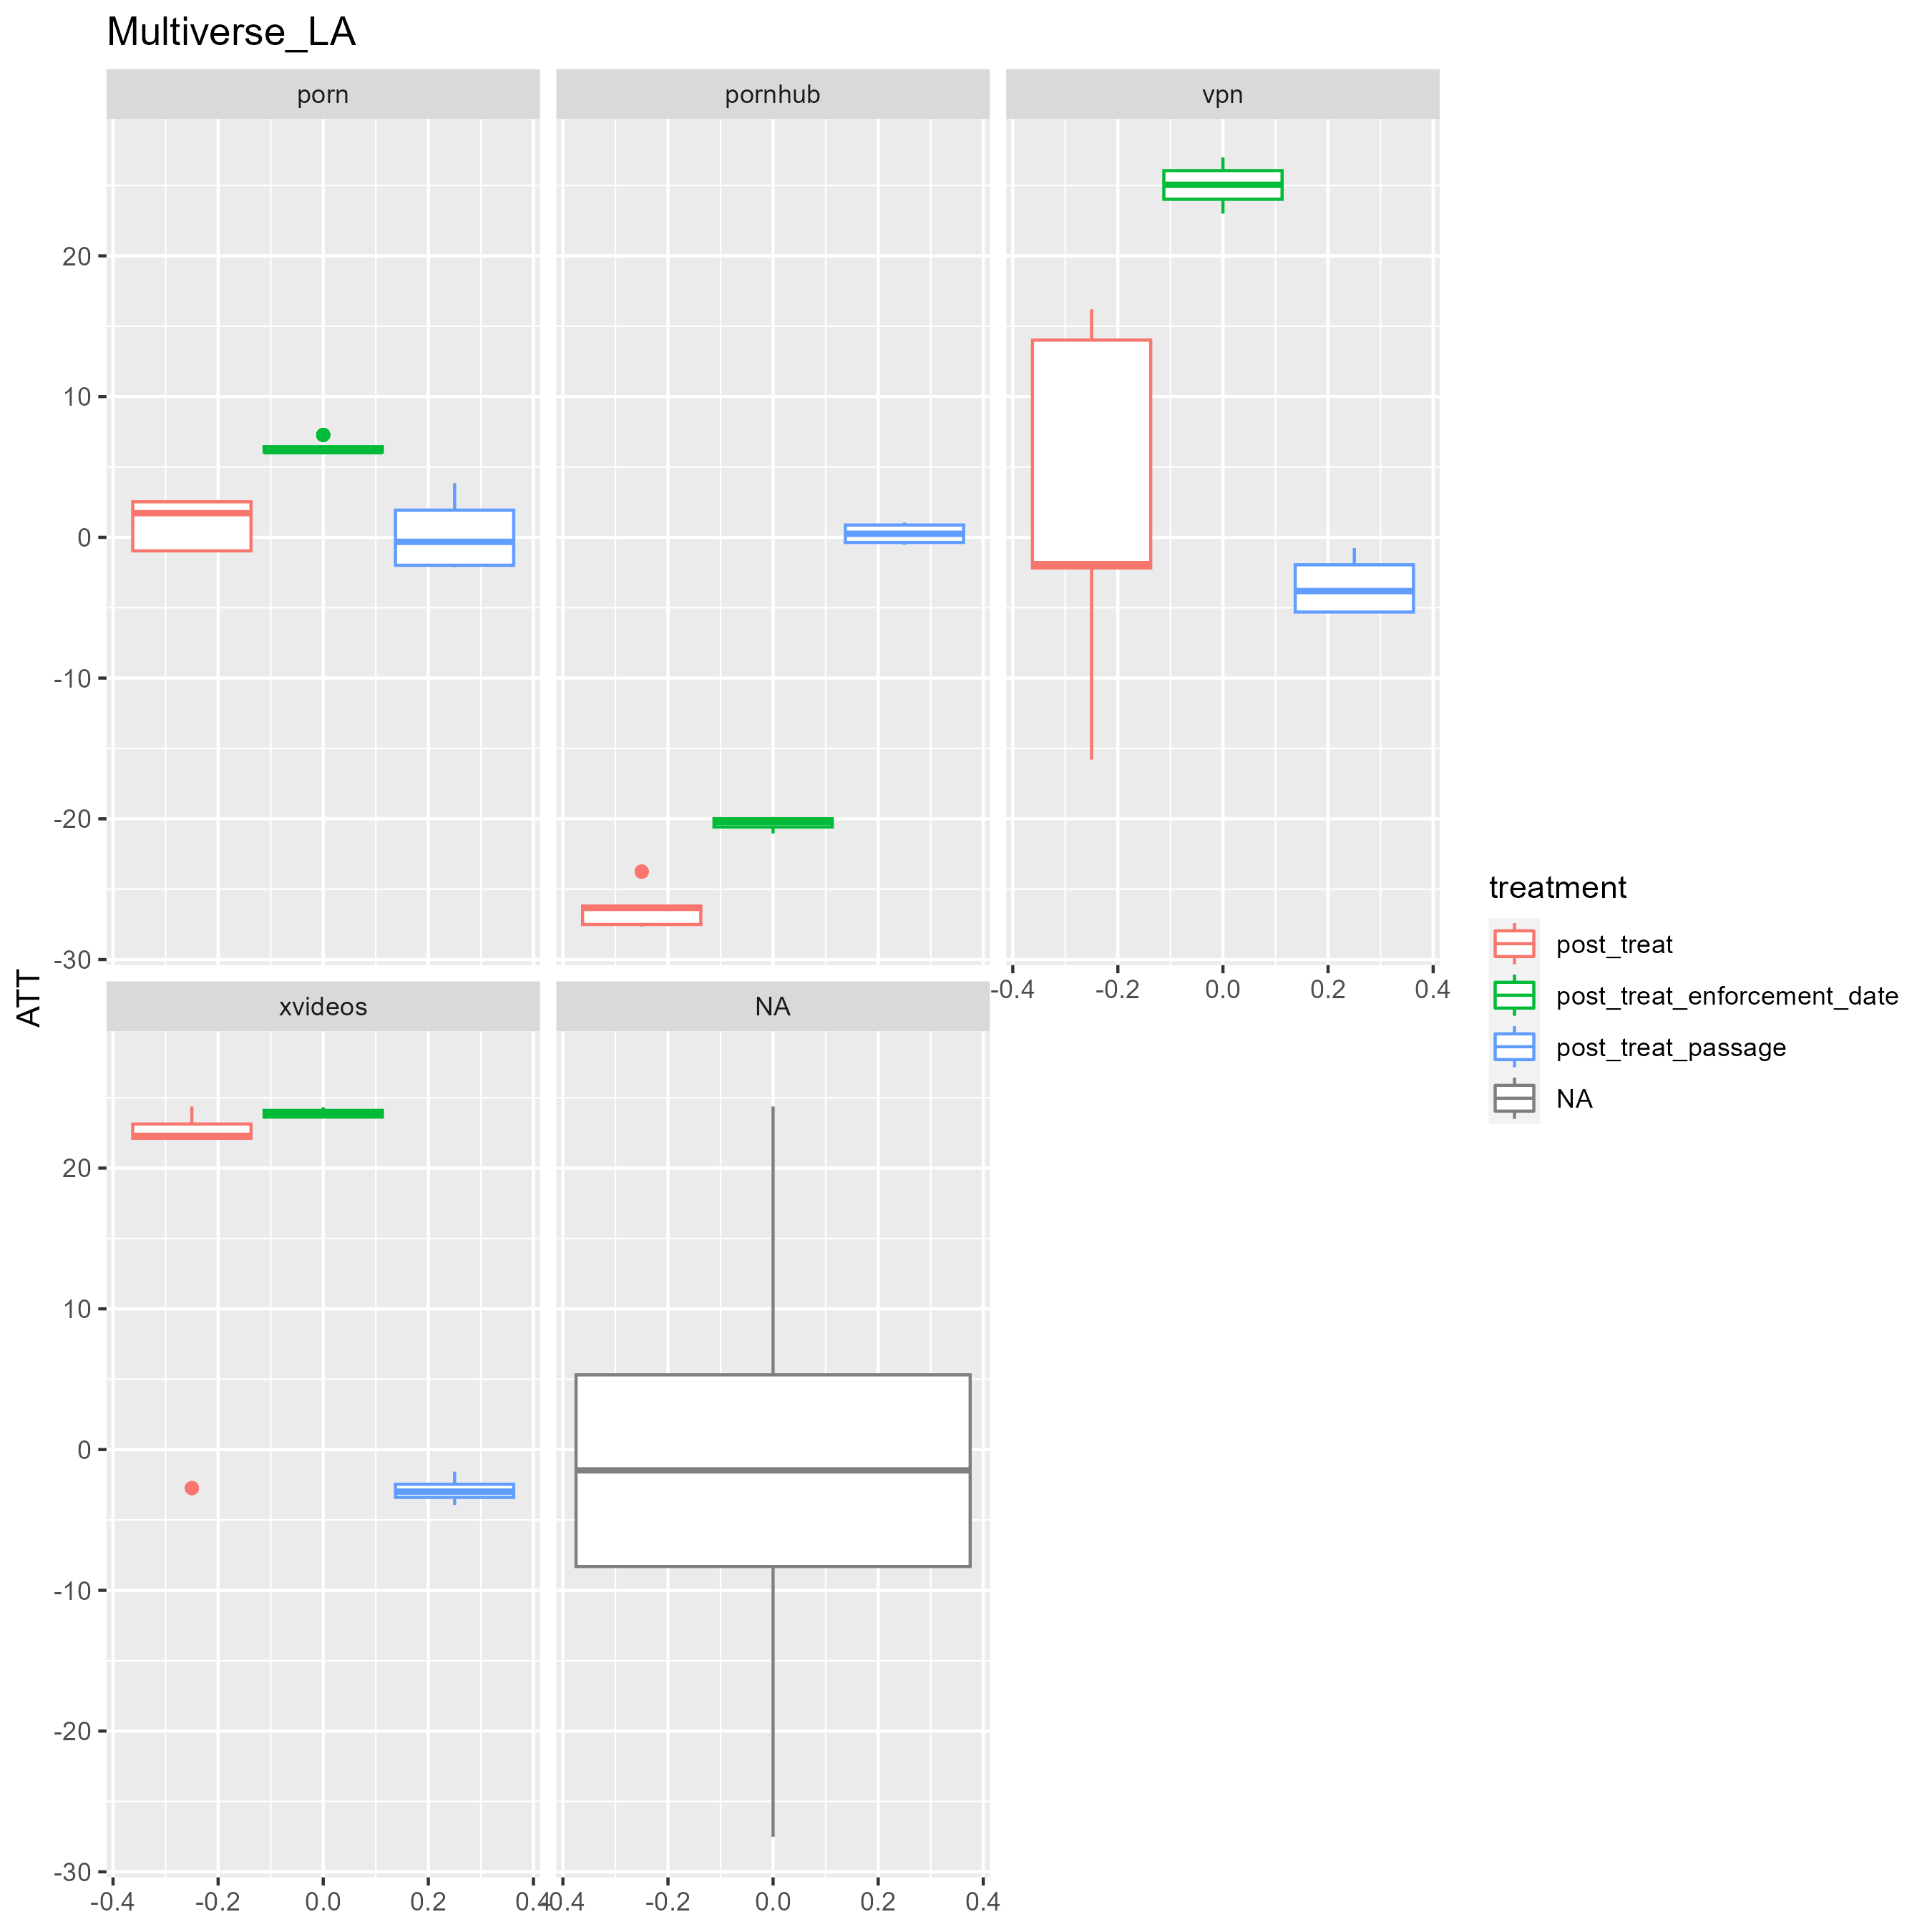 Multiverse_LA
porn pornhub vpn
20
10
0
-10
-20
-30
-0.4 -0.2 0.0 0.2 0.4
ATT
xvideos NA
20
10
0
-10
-20
-30
-0.4 -0.2 0.0 0.2 0.4 -0.4 -0.2 0.0 0.2 0.4
treatment
post_treat
post_treat_enforcement_date
post_treat_passage
NA